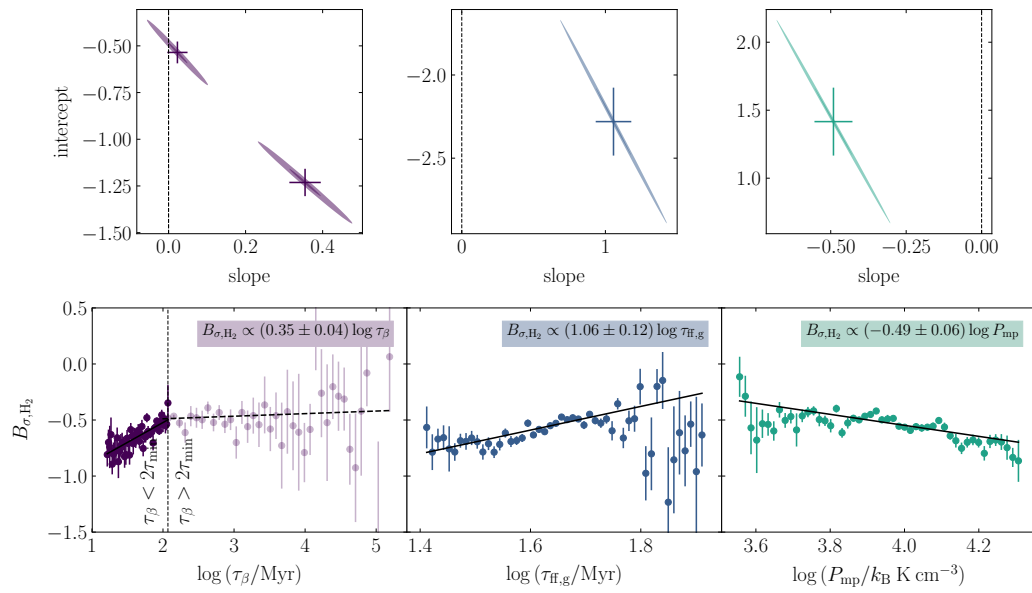 intercept
−0.50
−0.75
−1.00
−1.25
−1.50
0.0 0.2 0.4
slope
−2.0
−2.5
0 1
slope
2.0
1.5
1.0
−0.50 −0.25 0.00
slope
B_{σ,H₂}
0.5
0.0
−0.5
−1.0
−1.5
B_{σ,H₂} ∝ (0.35 ± 0.04) log τ_β
τ_β < 2τ_min
τ_β > 2τ_min
1 2 3 4 5
log (τ_β/Myr)
B_{σ,H₂} ∝ (1.06 ± 0.12) log τ_{ff,g}
1.4 1.6 1.8
log (τ_{ff,g}/Myr)
B_{σ,H₂} ∝ (−0.49 ± 0.06) log P_mp
3.6 3.8 4.0 4.2
log (P_mp/k_B K cm⁻³)